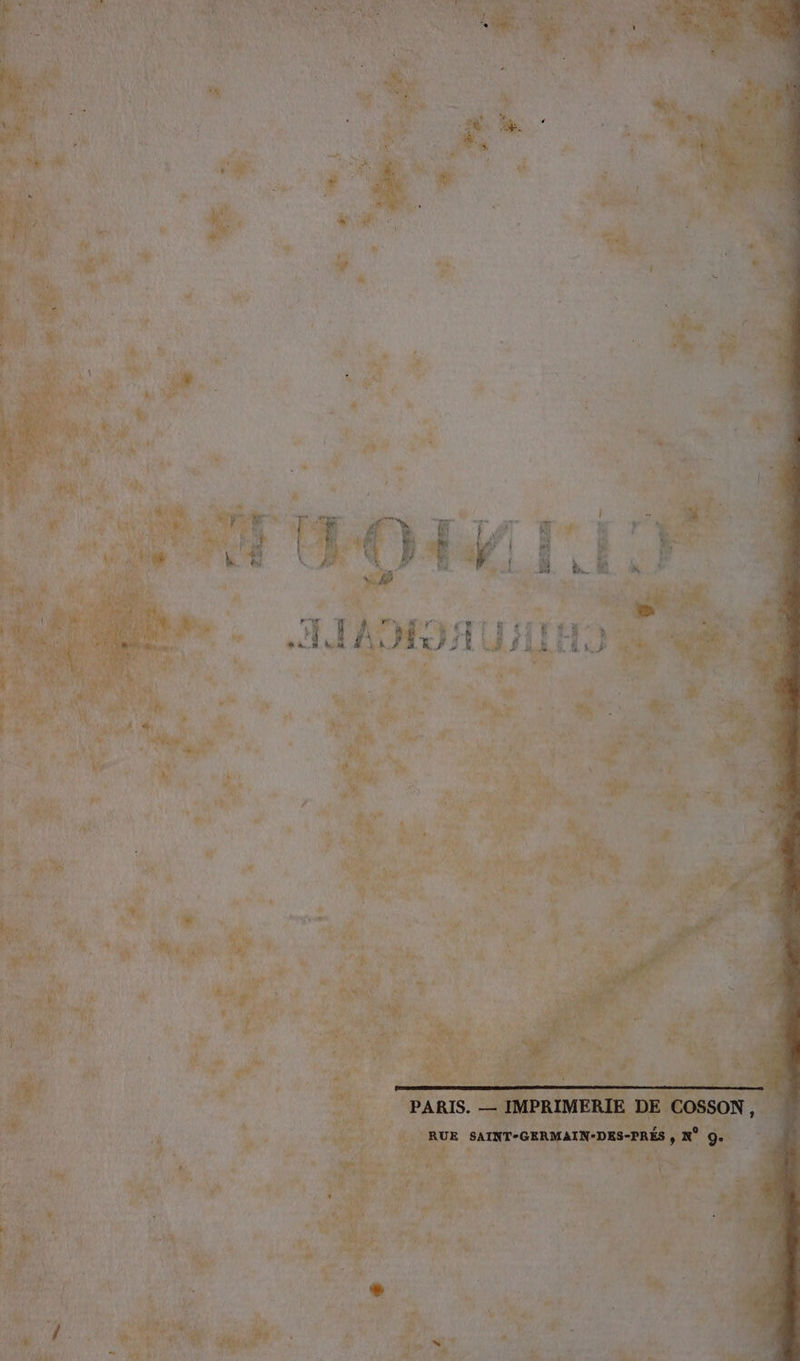 PARIS. — IMPRIMERIE DE COSSON,
RUE SAINT-GERMAIN-DES-PRÉS, N° 9.